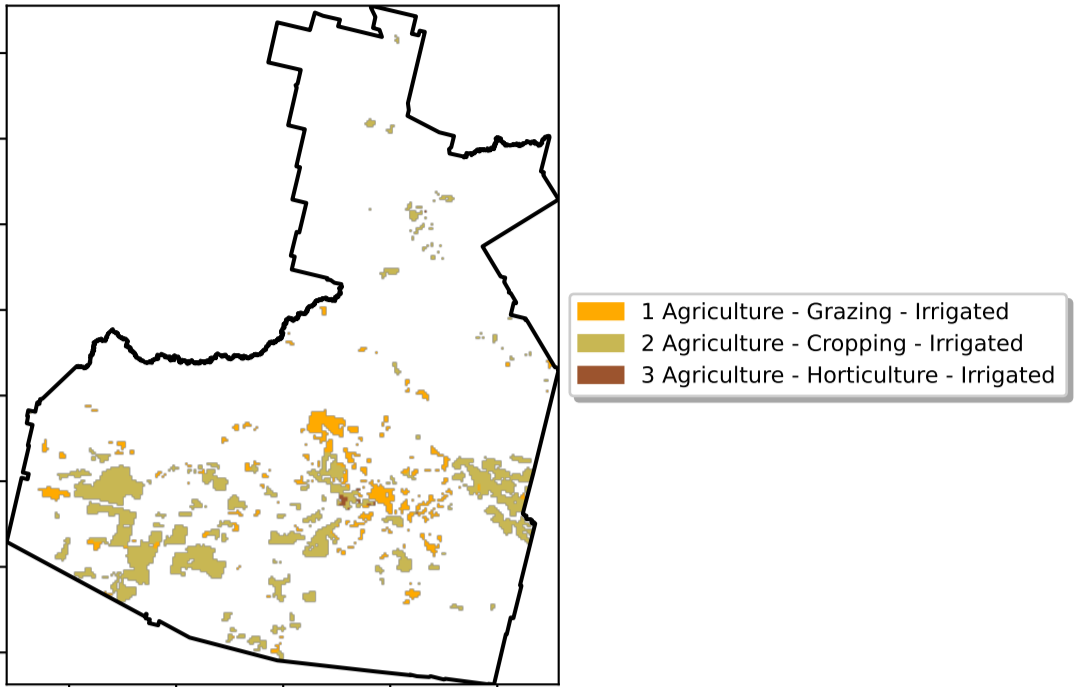 1 Agriculture - Grazing - Irrigated
2 Agriculture - Cropping - Irrigated
3 Agriculture - Horticulture - Irrigated